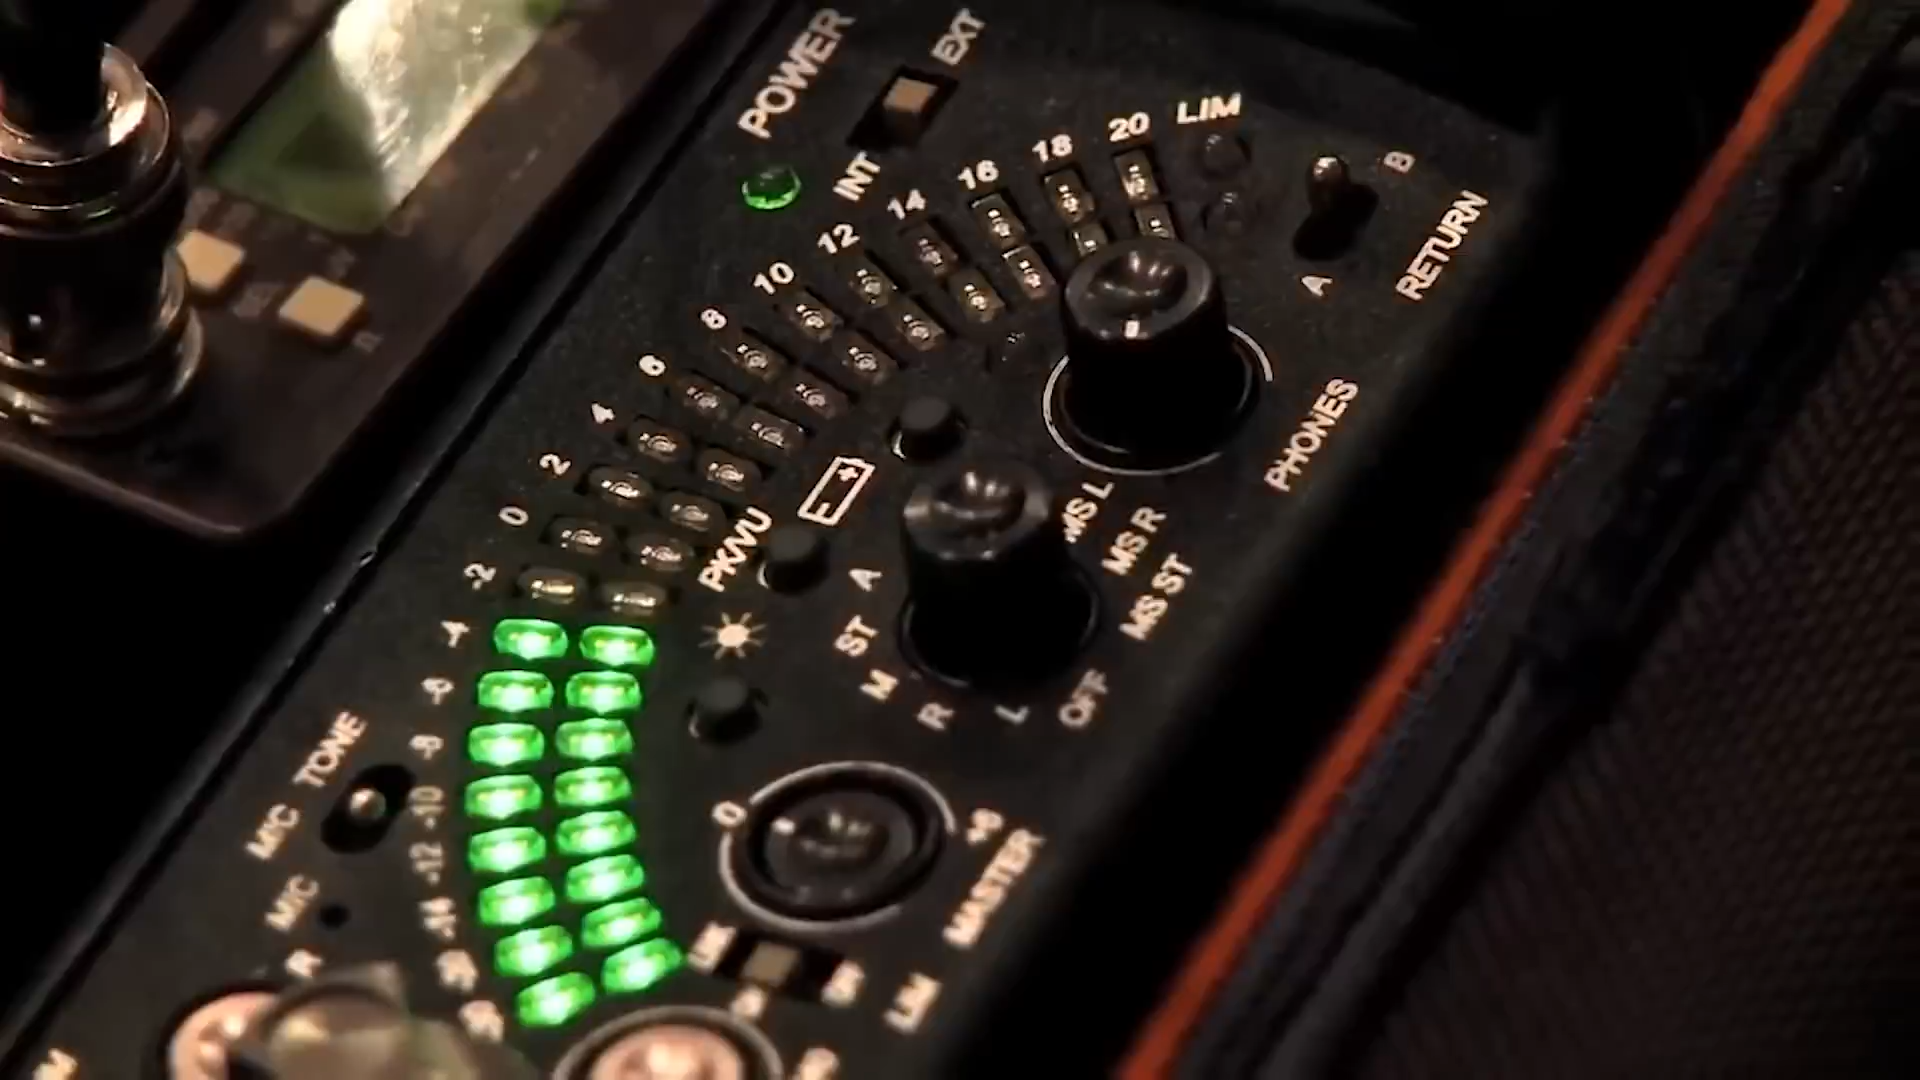 POWER
EXT
INT
LIM
20
18
16
14
12
10
8
6
4
2
0
-2
-4
-6
-8
-10
-12
-14
B
A
RETURN
PHONES
PK/VU
MS L
MS R
MS ST
OFF
L
R
M
ST
A
TONE
MIC
MIC
0
MASTER
LIM
R